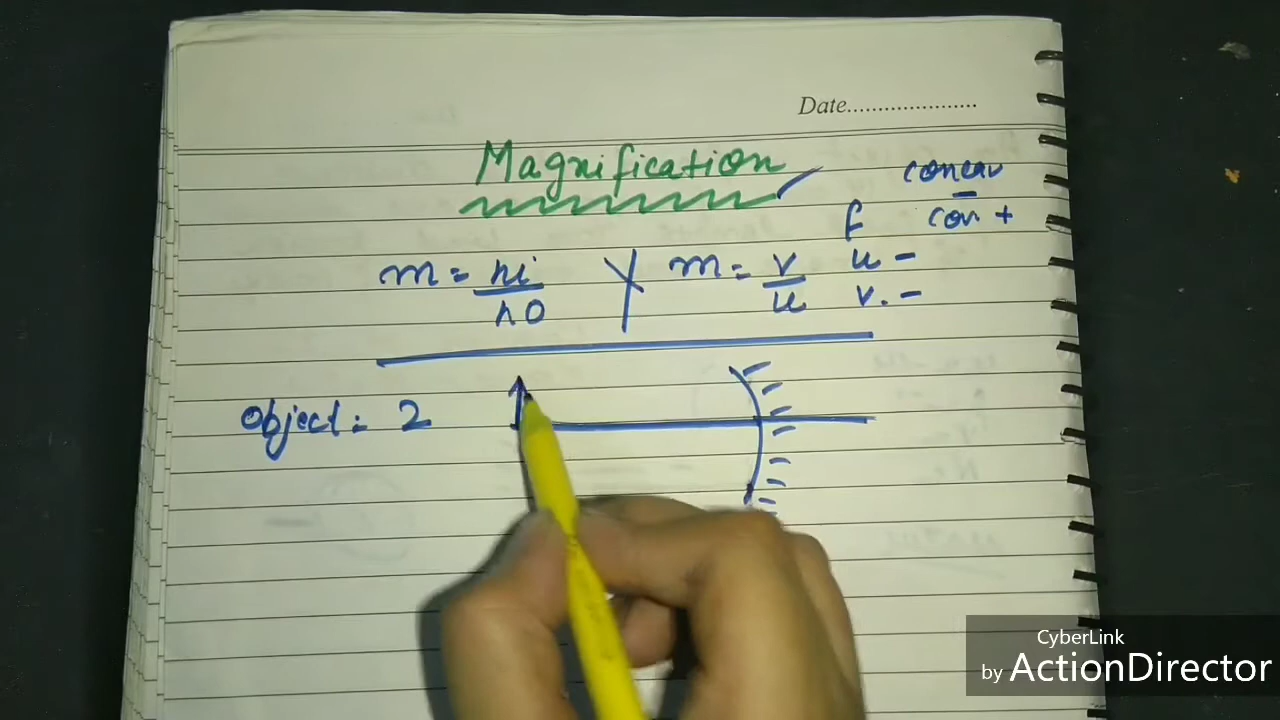 Date....................
Magnification
concav
-
f con. +
m = hi/ho m = v/u
u -
v. -
Object = 2
CyberLink
by ActionDirector